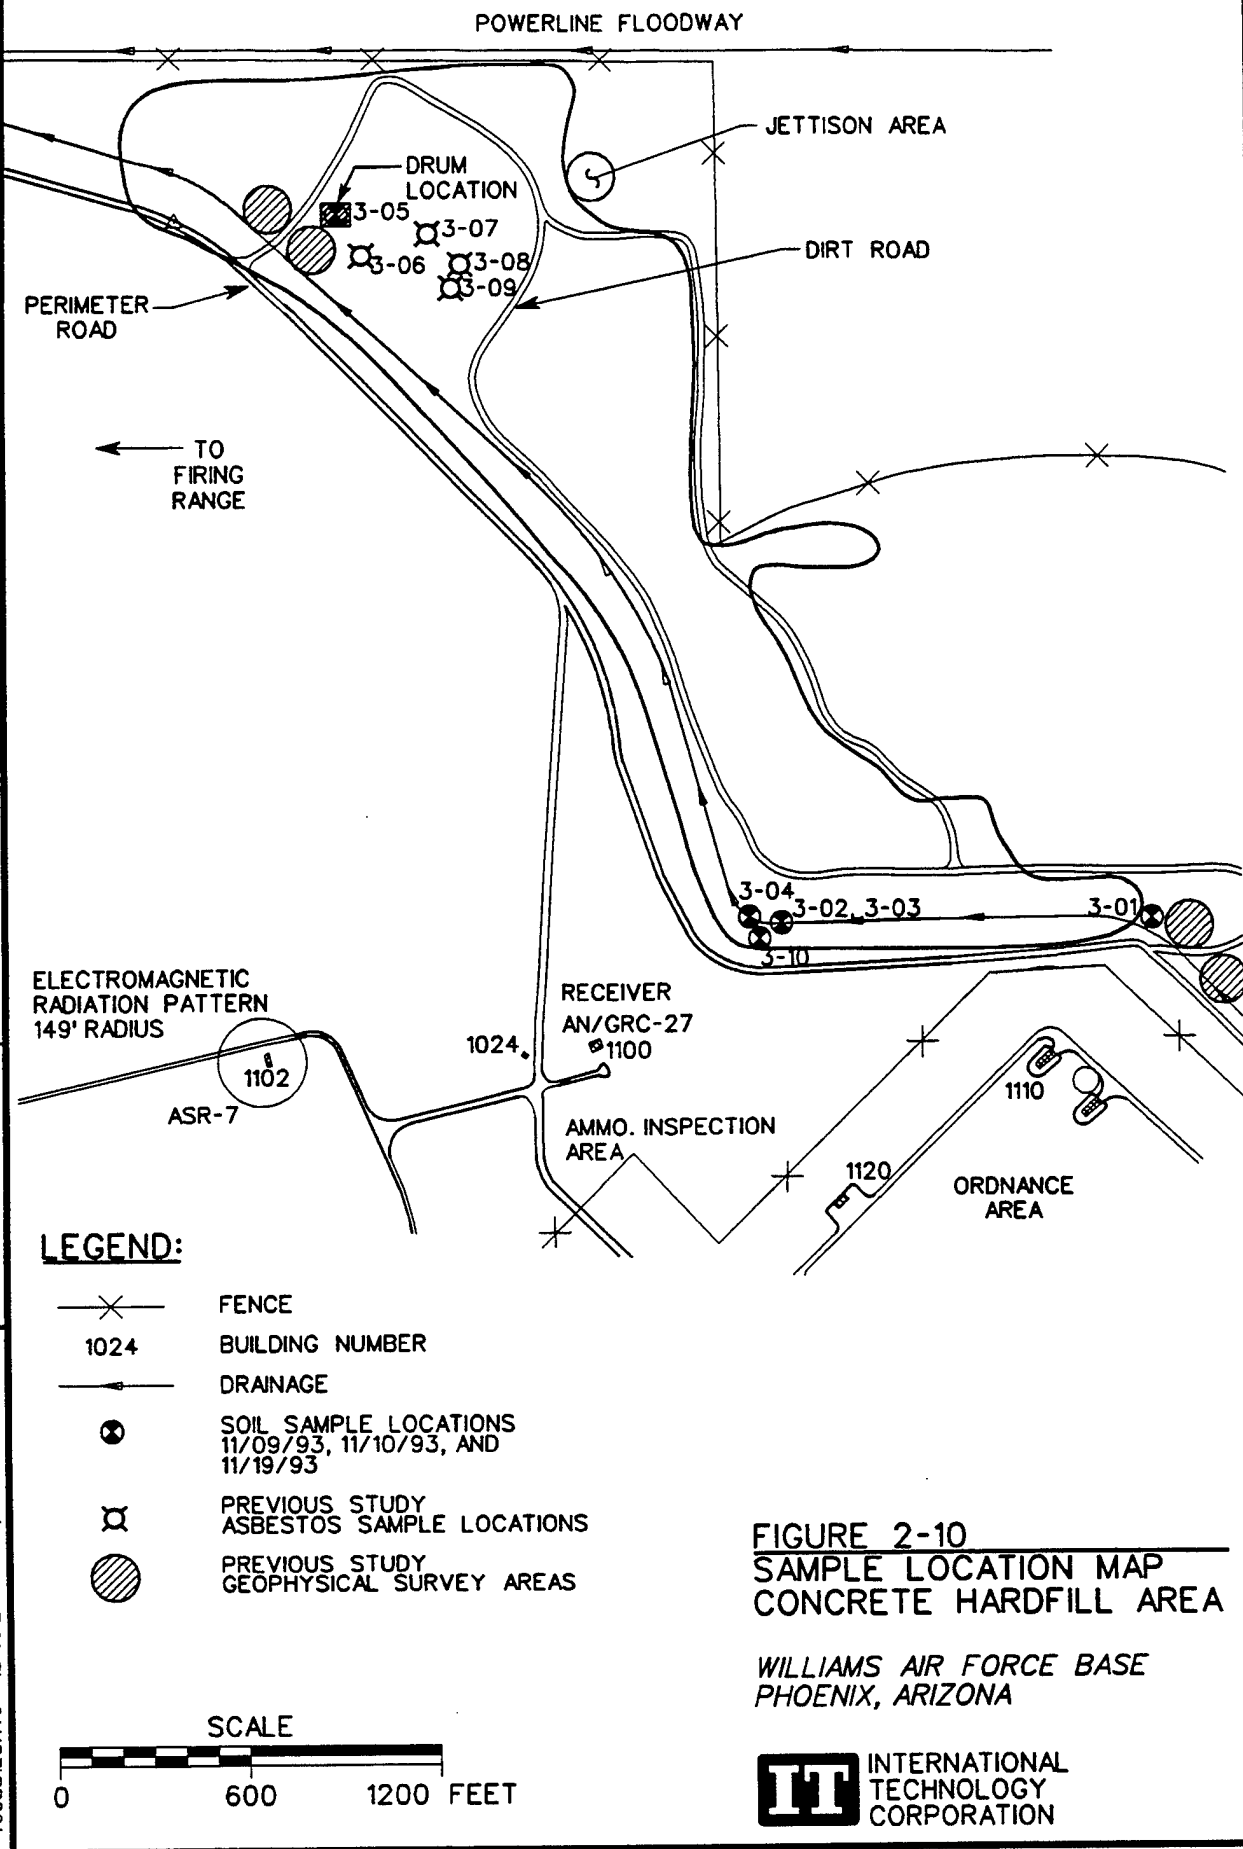 POWERLINE FLOODWAY
JETTISON AREA
DRUM
LOCATION
3-05
3-07
3-06
3-08
3-09
DIRT ROAD
PERIMETER
ROAD
TO
FIRING
RANGE
3-04
3-02, 3-03
3-01
3-10
ELECTROMAGNETIC
RADIATION PATTERN
149' RADIUS
RECEIVER
AN/GRC-27
1024
1100
1102
1110
ASR-7
AMMO. INSPECTION
AREA
1120
ORDNANCE
AREA
LEGEND:
FENCE
1024
BUILDING NUMBER
DRAINAGE
SOIL SAMPLE LOCATIONS
11/09/93, 11/10/93, AND
11/19/93
PREVIOUS STUDY
ASBESTOS SAMPLE LOCATIONS
PREVIOUS STUDY
GEOPHYSICAL SURVEY AREAS
FIGURE 2-10
SAMPLE LOCATION MAP
CONCRETE HARDFILL AREA
WILLIAMS AIR FORCE BASE
PHOENIX, ARIZONA
SCALE
0 600 1200 FEET
IT
INTERNATIONAL
TECHNOLOGY
CORPORATION